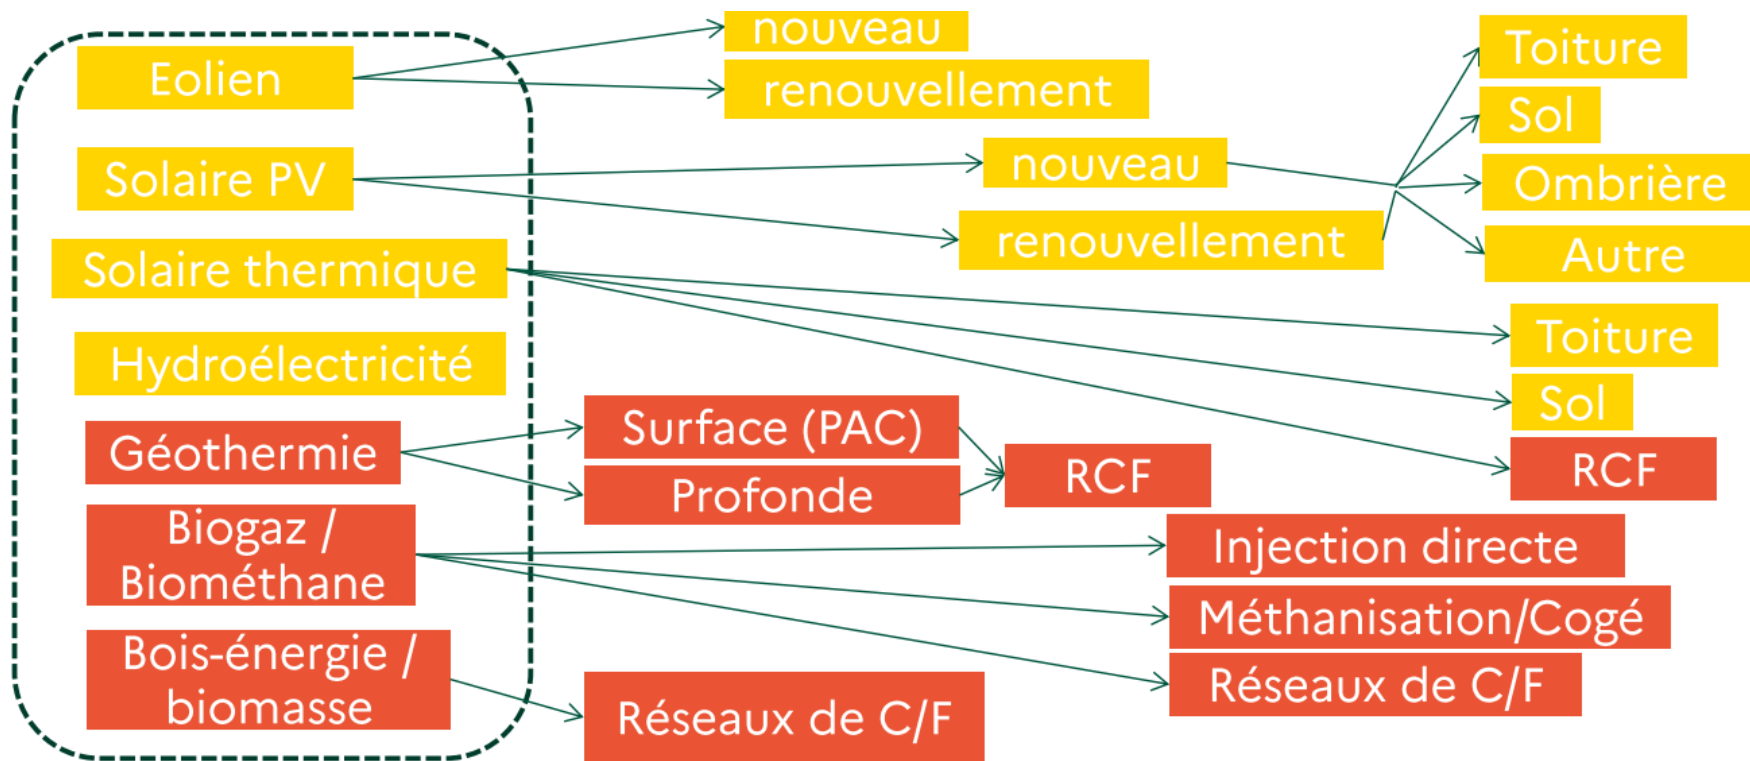 Eolien
nouveau
renouvellement
Solaire PV
nouveau
renouvellement
Toiture
Sol
Ombrière
Autre
Solaire thermique
Toiture
Sol
RCF
Hydroélectricité
Géothermie
Surface (PAC)
Profonde
RCF
Biogaz /
Biométhane
Injection directe
Méthanisation/Cogé
Réseaux de C/F
Bois-énergie /
biomasse
Réseaux de C/F